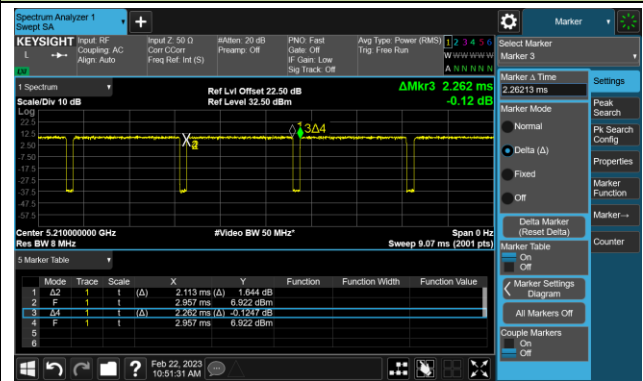 Spectrum Analyzer 1
Swept SA
Marker
KEYSIGHT
L
Input: RF
Coupling: AC
Align: Auto
Input Z: 50 Ω
Corr CCorr
Freq Ref: Int (S)
#Atten: 20 dB
Preamp: Off
PNO: Fast
Gate: Off
IF Gain: Low
Sig Track: Off
Avg Type: Power (RMS)
Trig: Free Run
1 2 3 4 5 6
W W W W W W
A N N N N N
Select Marker
Marker 3
1 Spectrum
Scale/Div 10 dB
Log
Ref Lvl Offset 22.50 dB
Ref Level 32.50 dBm
ΔMkr3 2.262 ms
-0.12 dB
22.5
12.5
2.50
-7.50
-17.5
-27.5
-37.5
-47.5
-57.5
3Δ4
Center 5.210000000 GHz
Res BW 8 MHz
#Video BW 50 MHz*
Span 0 Hz
Sweep 9.07 ms (2001 pts)
5 Marker Table
Mode Trace Scale X Y Function Function Width Function Value
1 Δ2 1 t (Δ) 2.113 ms (Δ) 1.644 dB
2 F 1 t 2.957 ms 6.922 dBm
3 Δ4 1 t (Δ) 2.262 ms (Δ) -0.1247 dB
4 F 1 t 2.957 ms 6.922 dBm
5
6
Marker Δ Time
2.26213 ms
Marker Mode
Normal
Delta (Δ)
Fixed
Off
Delta Marker
(Reset Delta)
Marker Table
On
Off
Marker Settings
Diagram
All Markers Off
Couple Markers
On
Off
Settings
Peak
Search
Pk Search
Config
Properties
Marker
Function
Marker→
Counter
?
Feb 22, 2023
10:51:31 AM